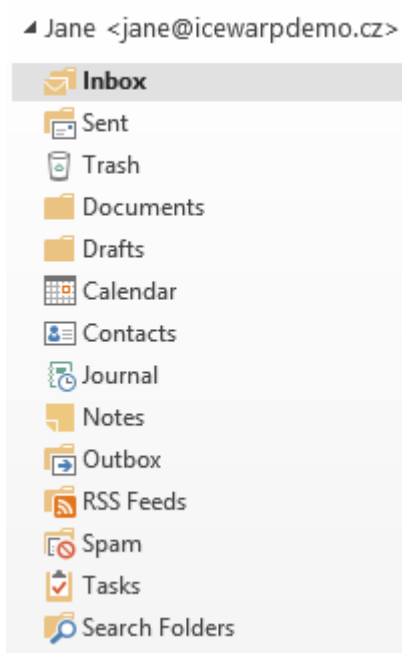 Jane <jane@icewarpdemo.cz>
Inbox
Sent
Trash
Documents
Drafts
Calendar
Contacts
Journal
Notes
Outbox
RSS Feeds
Spam
Tasks
Search Folders